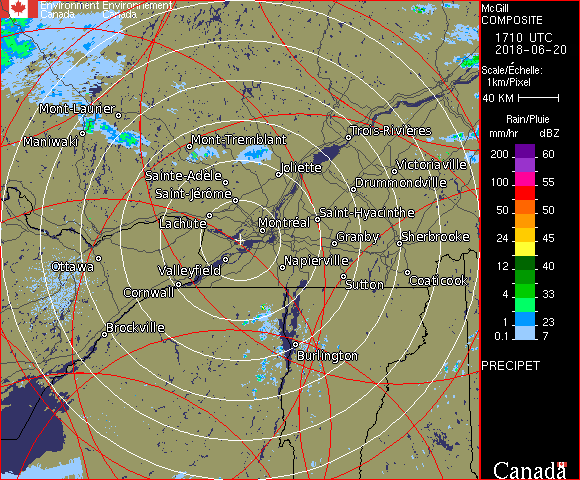 Environment Environnement
Canada Canada
McGill
COMPOSITE
1710 UTC
2018-06-20
Scale/Échelle:
1km/Pixel
40 KM
Rain/Pluie
mm/hr dBZ
200 60
100 55
50 50
24 45
12 40
4 33
1 23
0.1 7
PRECIPET
Canada
Mont-Laurier
Maniwaki
Mont-Tremblant
Trois-Rivières
Joliette
Victoriaville
Sainte-Adèle
Drummondville
Saint-Jérôme
Lachute
Saint-Hyacinthe
Montréal
Granby
Sherbrooke
Ottawa
Valleyfield
Napierville
Cornwall
Sutton
Coaticook
Brockville
Burlington